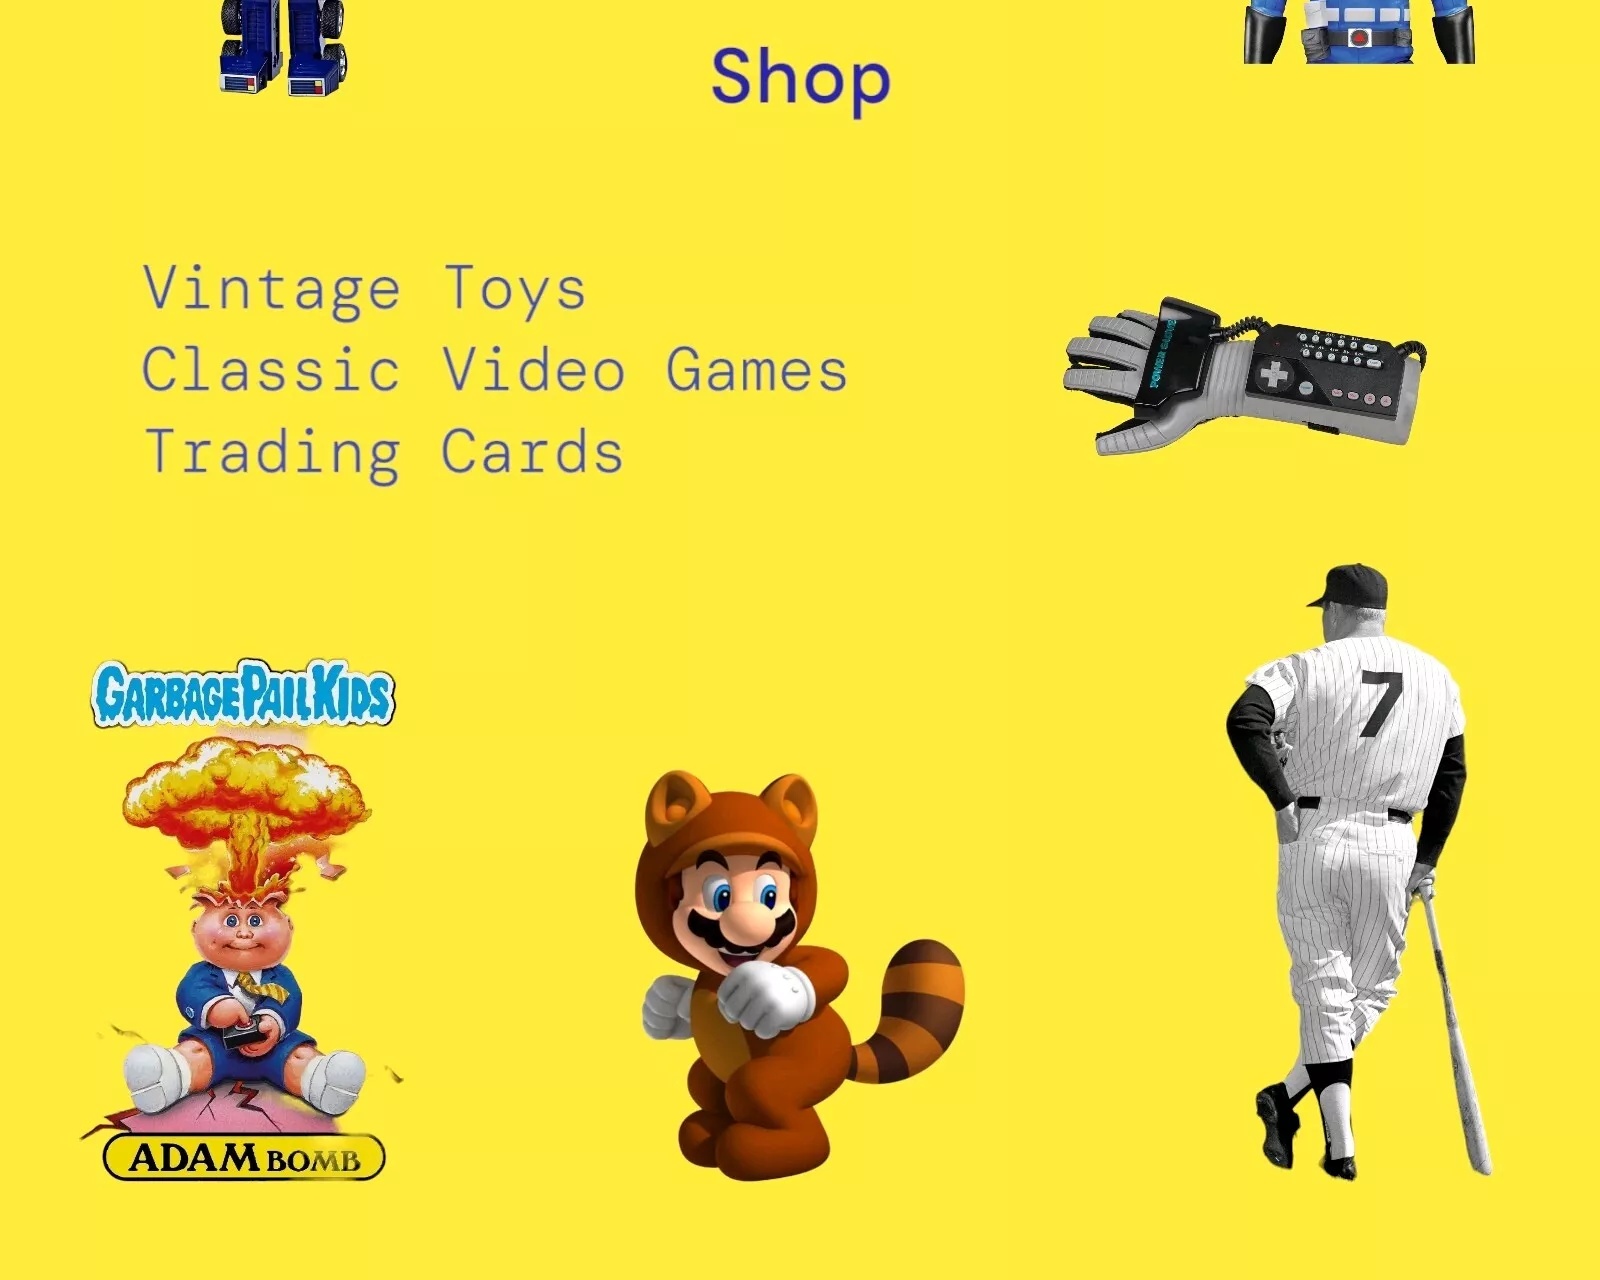 Shop
Vintage Toys
Classic Video Games
Trading Cards
POWER GLOVE
GARBAGE PAIL KIDS
7
ADAM BOMB